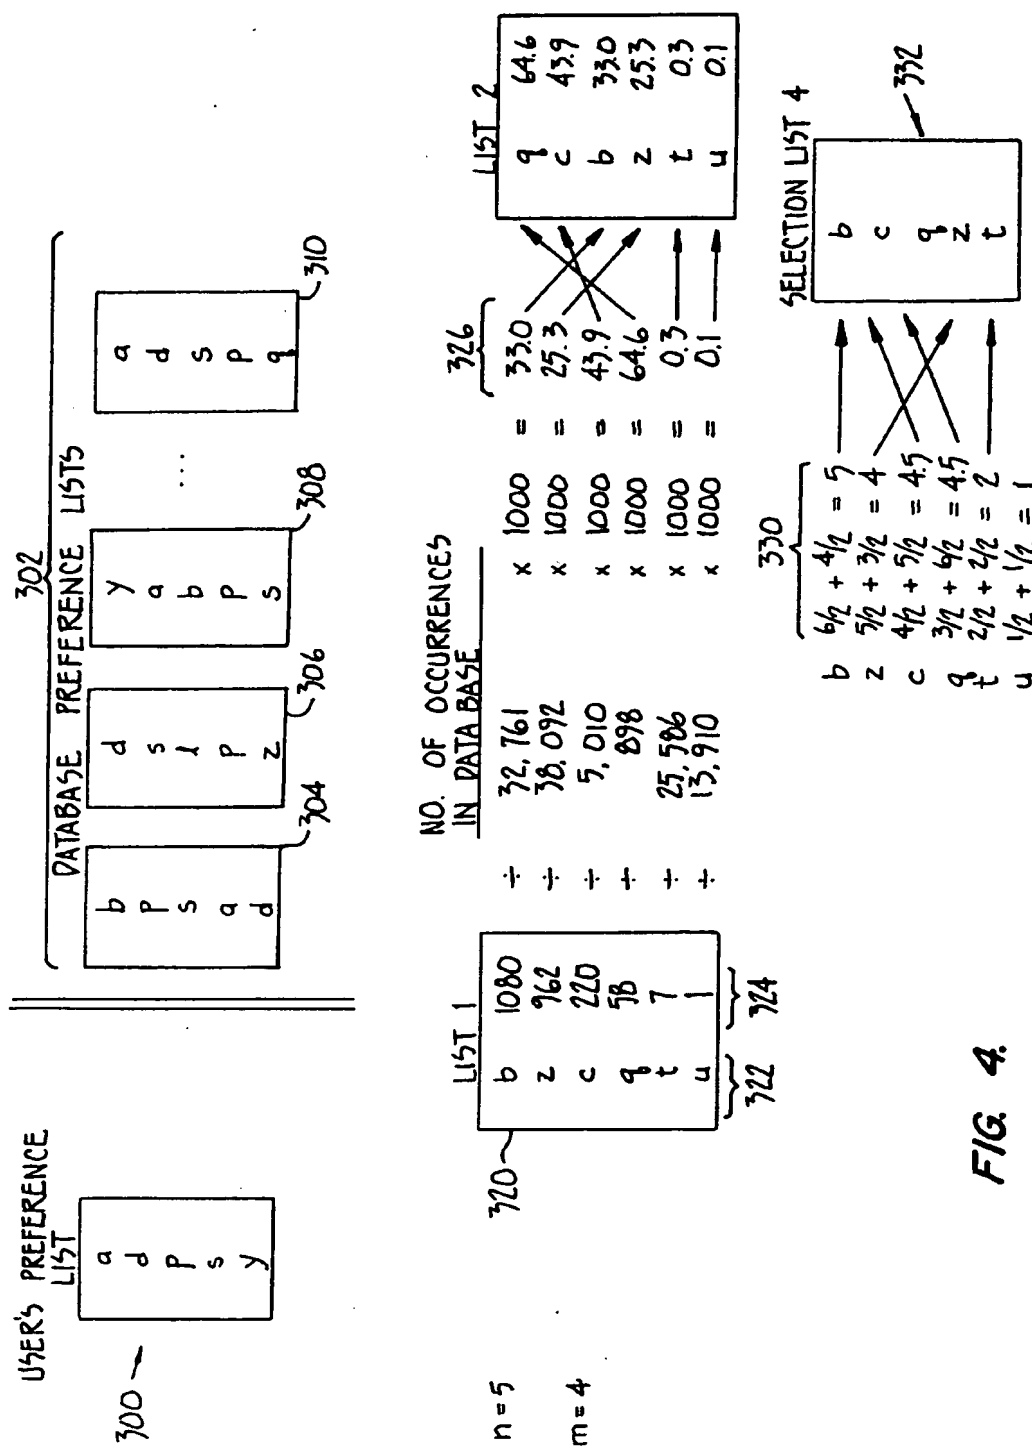 USER'S PREFERENCE
LIST
300
a
d
p
s
y
302
DATABASE PREFERENCE LISTS
b
p
s
a
d
304
d
s
l
p
z
306
y
a
b
p
s
308
...
a
d
s
p
q
310
n = 5
m = 4
NO. OF OCCURRENCES
IN DATABASE
326
LIST 1
LIST 2
320
b 1080 ÷ 32,761 x 1000 = 33.0
z 962 ÷ 38,092 x 1000 = 25.3
c 220 ÷ 5,010 x 1000 = 43.9
q 58 ÷ 898 x 1000 = 64.6
t 7 ÷ 25,586 x 1000 = 0.3
u 1 ÷ 13,910 x 1000 = 0.1
322 324
q 64.6
c 43.9
b 33.0
z 25.3
t 0.3
u 0.1
330
b 6/2 + 4/2 = 5
z 5/2 + 3/2 = 4
c 4/2 + 5/2 = 4.5
q 3/2 + 6/2 = 4.5
t 2/2 + 2/2 = 2
u 1/2 + 1/2 = 1
SELECTION LIST 4
b
c
q
z
t
332
FIG. 4.